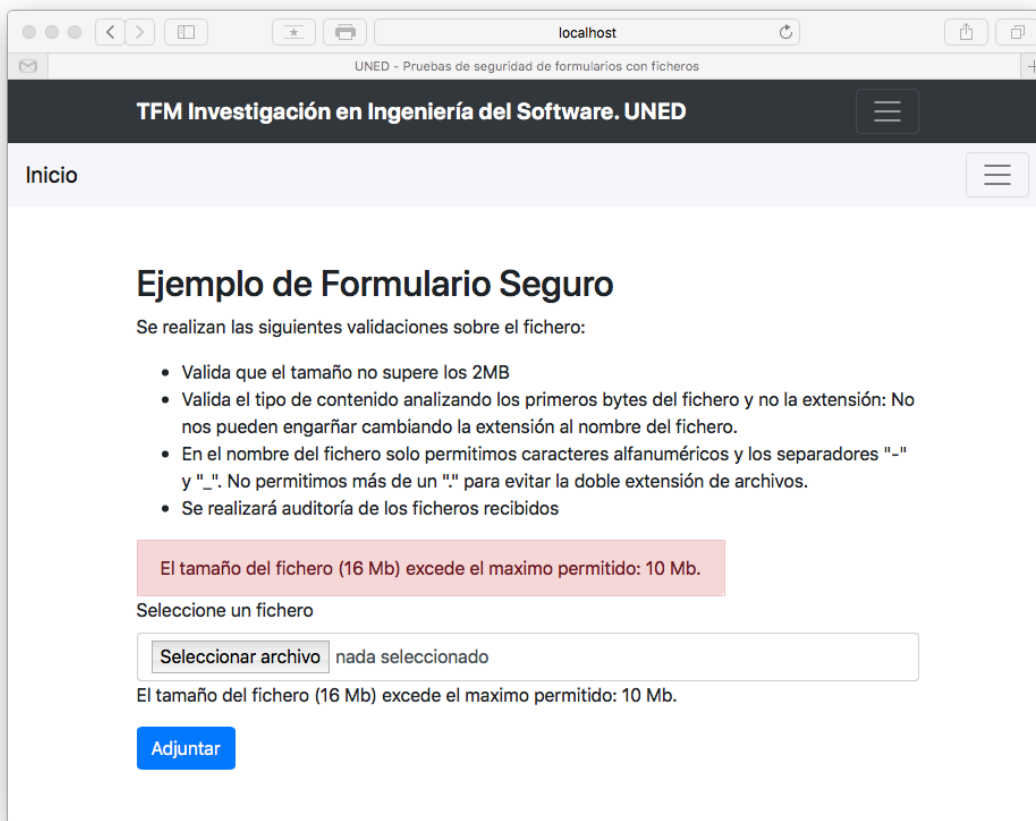 localhost
UNED - Pruebas de seguridad de formularios con ficheros
TFM Investigación en Ingeniería del Software. UNED
Inicio
Ejemplo de Formulario Seguro
Se realizan las siguientes validaciones sobre el fichero:
• Valida que el tamaño no supere los 2MB
• Valida el tipo de contenido analizando los primeros bytes del fichero y no la extensión: No
nos pueden engarñar cambiando la extensión al nombre del fichero.
• En el nombre del fichero solo permitimos caracteres alfanuméricos y los separadores "-"
y "_". No permitimos más de un "." para evitar la doble extensión de archivos.
• Se realizará auditoría de los ficheros recibidos
El tamaño del fichero (16 Mb) excede el maximo permitido: 10 Mb.
Seleccione un fichero
Seleccionar archivo nada seleccionado
El tamaño del fichero (16 Mb) excede el maximo permitido: 10 Mb.
Adjuntar